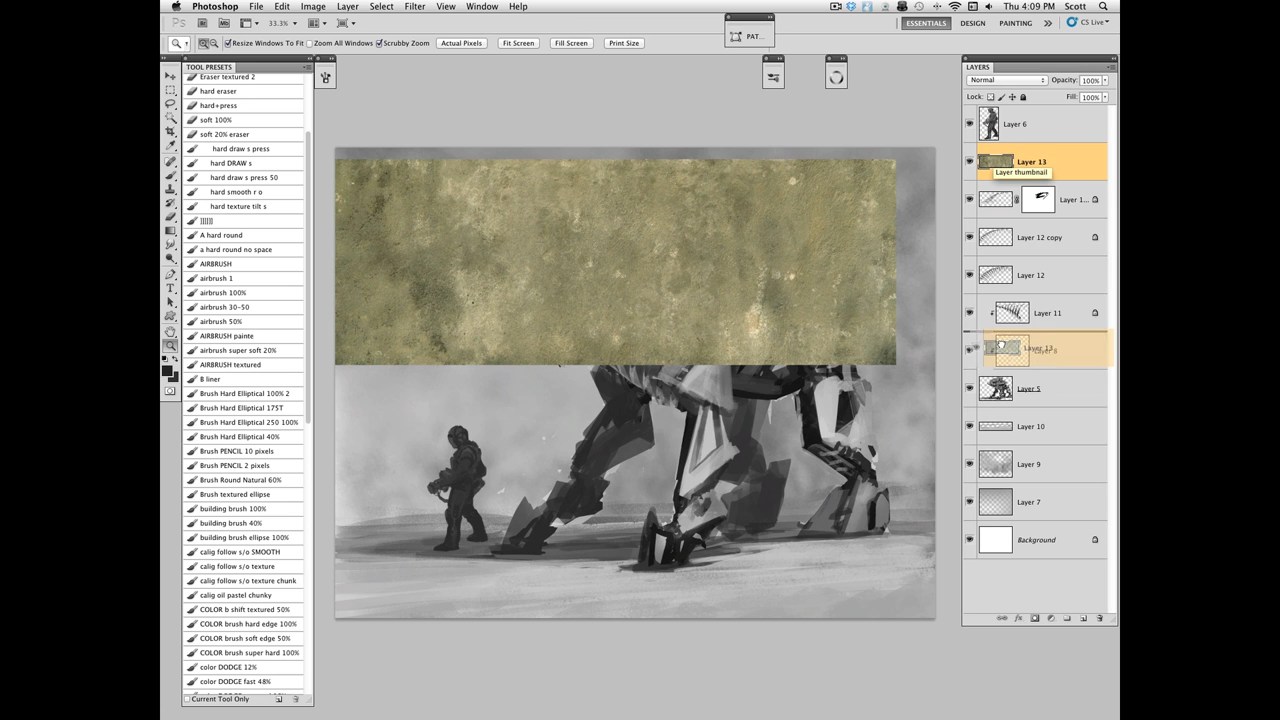 Photoshop File Edit Image Layer Select Filter View Window Help Thu 4:09 PM Scott
Ps Br Mb 33.3% ESSENTIALS DESIGN PAINTING CS Live
Resize Windows To Fit Zoom All Windows Scrubby Zoom Actual Pixels Fit Screen Fill Screen Print Size
PAT...
TOOL PRESETS
Eraser textured 2
hard eraser
hard+press
soft 100%
soft 20% eraser
hard draw s press
hard DRAW s
hard draw s press 50
hard smooth r o
hard texture tilt s
]]]]]]
A hard round
a hard round no space
AIRBRUSH
airbrush 1
airbrush 100%
airbrush 30-50
airbrush 50%
AIRBRUSH painte
airbrush super soft 20%
AIRBRUSH textured
B liner
Brush Hard Elliptical 100% 2
Brush Hard Elliptical 175T
Brush Hard Elliptical 250 100%
Brush Hard Elliptical 40%
Brush PENCIL 10 pixels
Brush PENCIL 2 pixels
Brush Round Natural 60%
Brush textured ellipse
building brush 100%
building brush 40%
building brush ellipse 100%
calig follow s/o SMOOTH
calig follow s/o texture
calig follow s/o texture chunk
calig oil pastel chunky
COLOR b shift textured 50%
COLOR brush hard edge 100%
COLOR brush soft edge 50%
COLOR brush super hard 100%
color DODGE 12%
color DODGE fast 48%
Current Tool Only
LAYERS
Normal Opacity: 100%
Lock: Fill: 100%
Layer 6
Layer 13
Layer thumbnail
Layer 1...
Layer 12 copy
Layer 12
Layer 11
Layer 13
Layer 8
Layer 5
Layer 10
Layer 9
Layer 7
Background